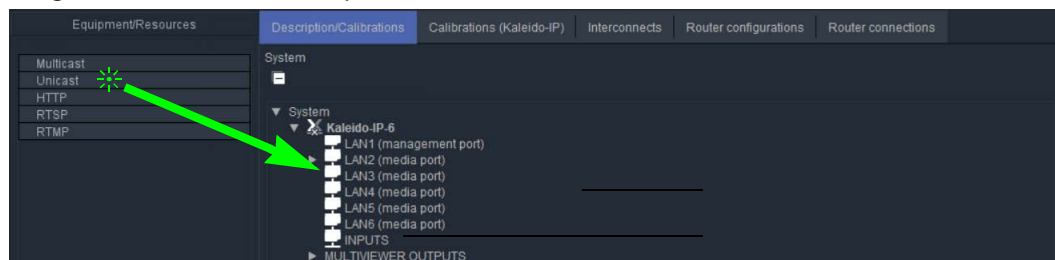 Equipment/Resources
Multicast
Unicast
HTTP
RTSP
RTMP
Description/Calibrations
Calibrations (Kaleido-IP)
Interconnects
Router configurations
Router connections
System
System
Kaleido-IP-6
LAN1 (management port)
LAN2 (media port)
LAN3 (media port)
LAN4 (media port)
LAN5 (media port)
LAN6 (media port)
INPUTS
MULTIVIEWER OUTPUTS